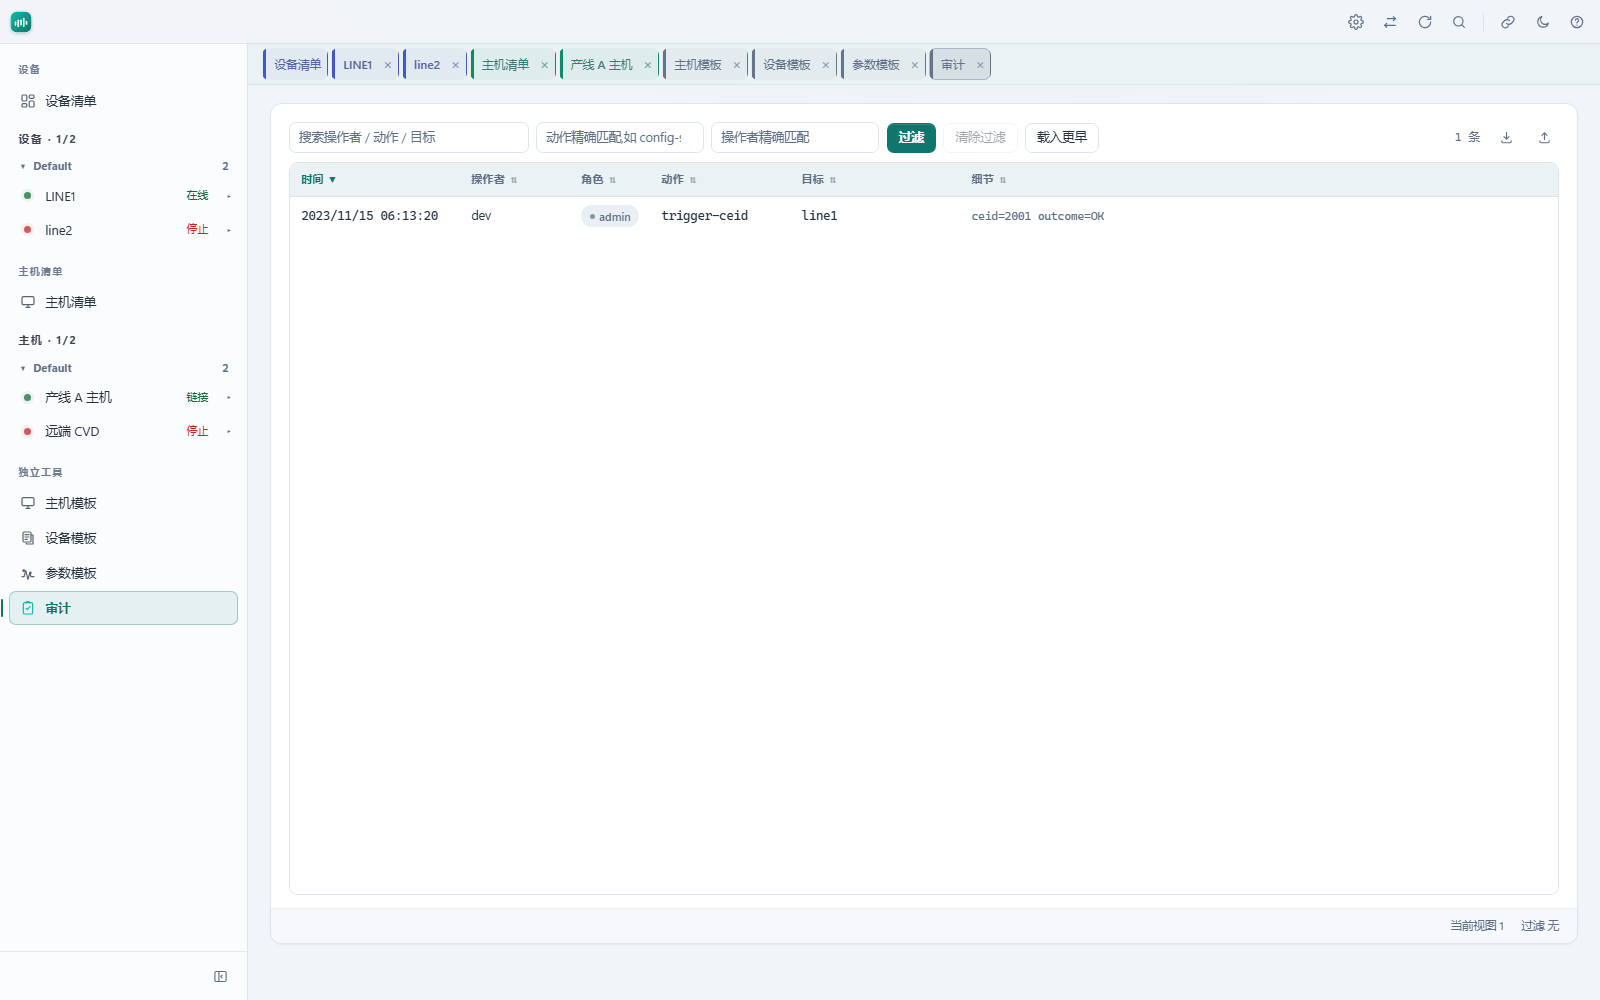 设备
设备清单
设备 · 1/2
Default 2
LINE1 在线
line2 停止
主机清单
主机清单
主机 · 1/2
Default 2
产线 A 主机 链接
远端 CVD 停止
独立工具
主机模板
设备模板
参数模板
审计
设备清单 LINE1 × line2 × 主机清单 × 产线 A 主机 × 主机模板 × 设备模板 × 参数模板 × 审计 ×
搜索操作者 / 动作 / 目标 动作精确匹配,如 config-s 操作者精确匹配 过滤 清除过滤 载入更早 1 条
时间 ▼ 操作者 ⇅ 角色 ⇅ 动作 ⇅ 目标 ⇅ 细节 ⇅
2023/11/15 06:13:20 dev admin trigger-ceid line1 ceid=2001 outcome=OK
当前视图 1 过滤 无